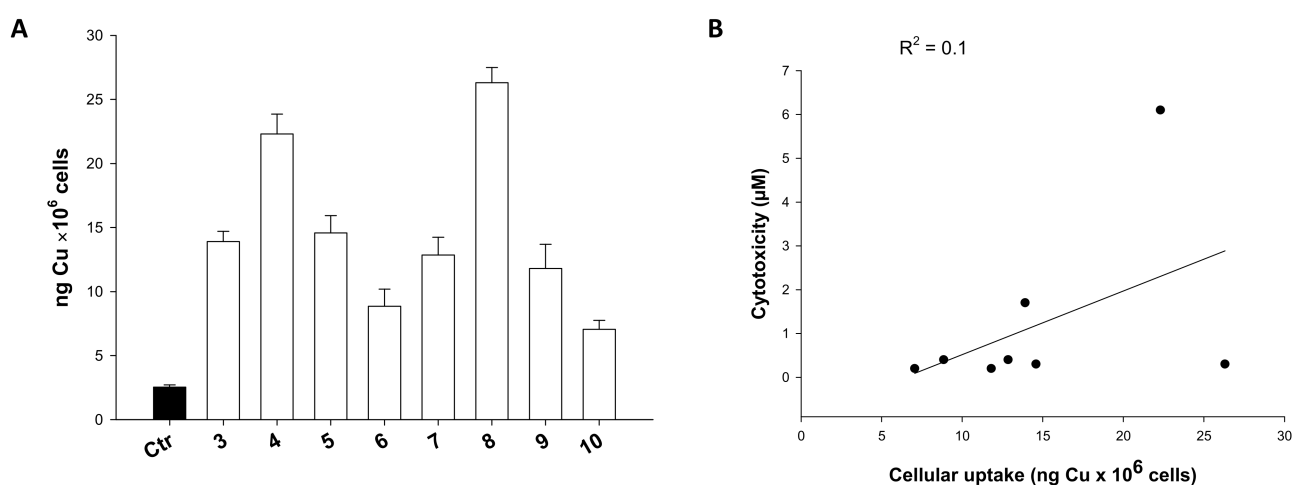 A
ng Cu ×10⁶ cells
30
25
20
15
10
5
0
Ctr 3 4 5 6 7 8 9 10
B
R² = 0.1
Cytotoxicity (µM)
7
6
5
4
3
2
1
0
0 5 10 15 20 25 30
Cellular uptake (ng Cu x 10⁶ cells)